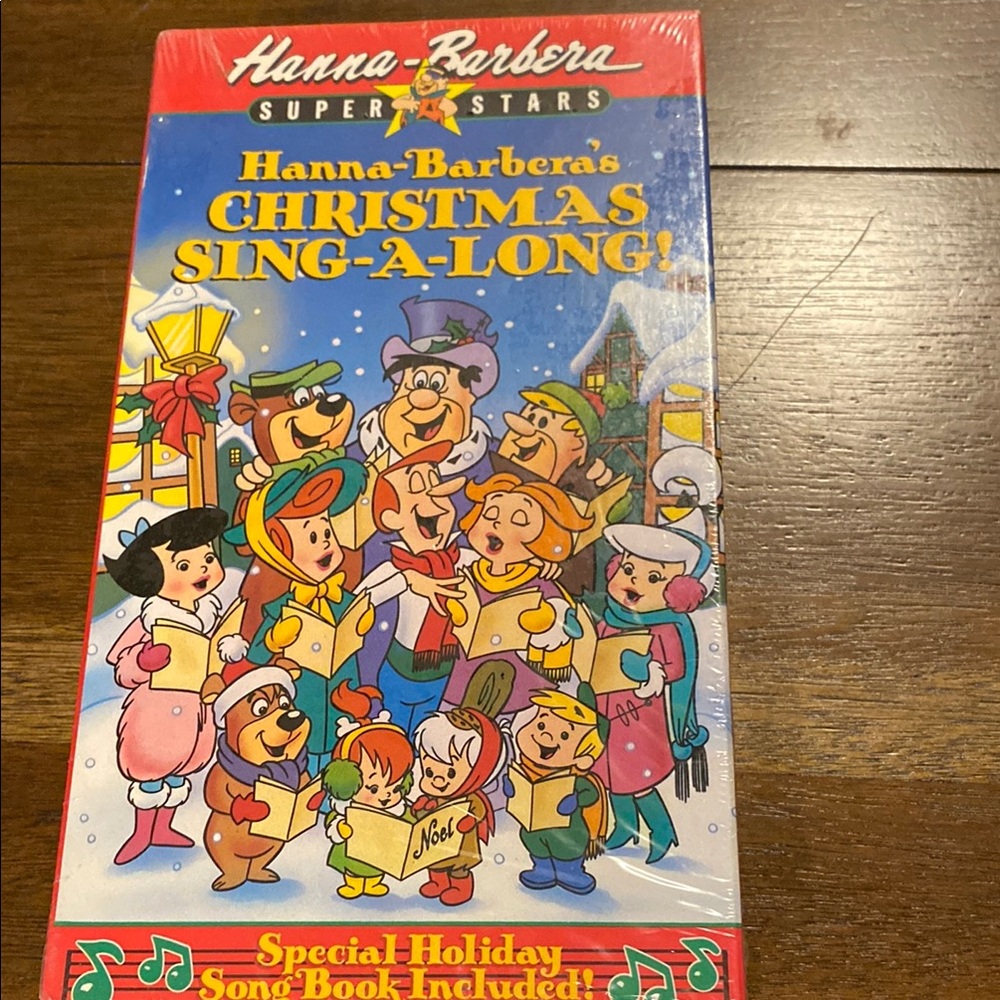 Hanna-Barbera
SUPER STARS
Hanna-Barbera's
CHRISTMAS
SING-A-LONG!
Noel
Special Holiday
Song Book Included!